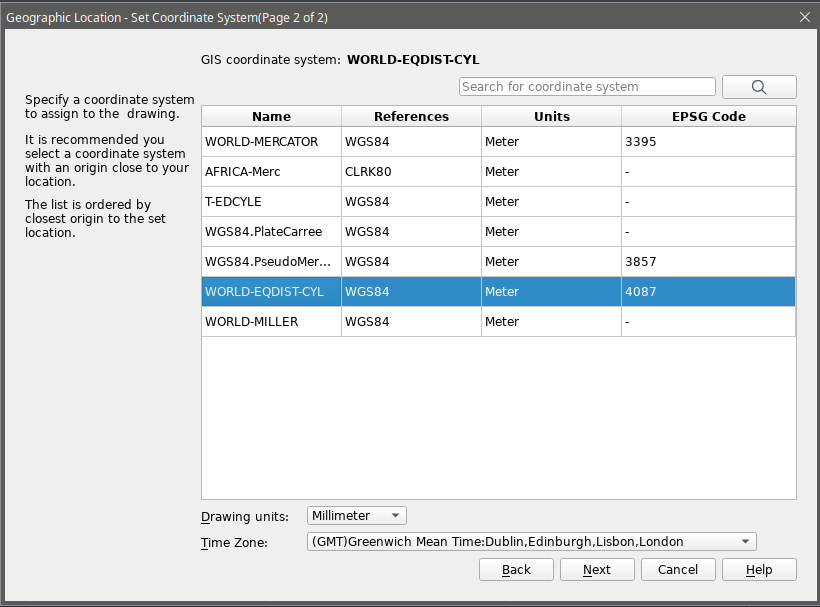 Geographic Location - Set Coordinate System(Page 2 of 2)
GIS coordinate system: WORLD-EQDIST-CYL
Search for coordinate system
Specify a coordinate system
to assign to the drawing.
It is recommended you
select a coordinate system
with an origin close to your
location.
The list is ordered by
closest origin to the set
location.
Name References Units EPSG Code
WORLD-MERCATOR WGS84 Meter 3395
AFRICA-Merc CLRK80 Meter -
T-EDCYLE WGS84 Meter -
WGS84.PlateCarree WGS84 Meter -
WGS84.PseudoMer... WGS84 Meter 3857
WORLD-EQDIST-CYL WGS84 Meter 4087
WORLD-MILLER WGS84 Meter -
Drawing units: Millimeter
Time Zone: (GMT)Greenwich Mean Time:Dublin,Edinburgh,Lisbon,London
Back Next Cancel Help